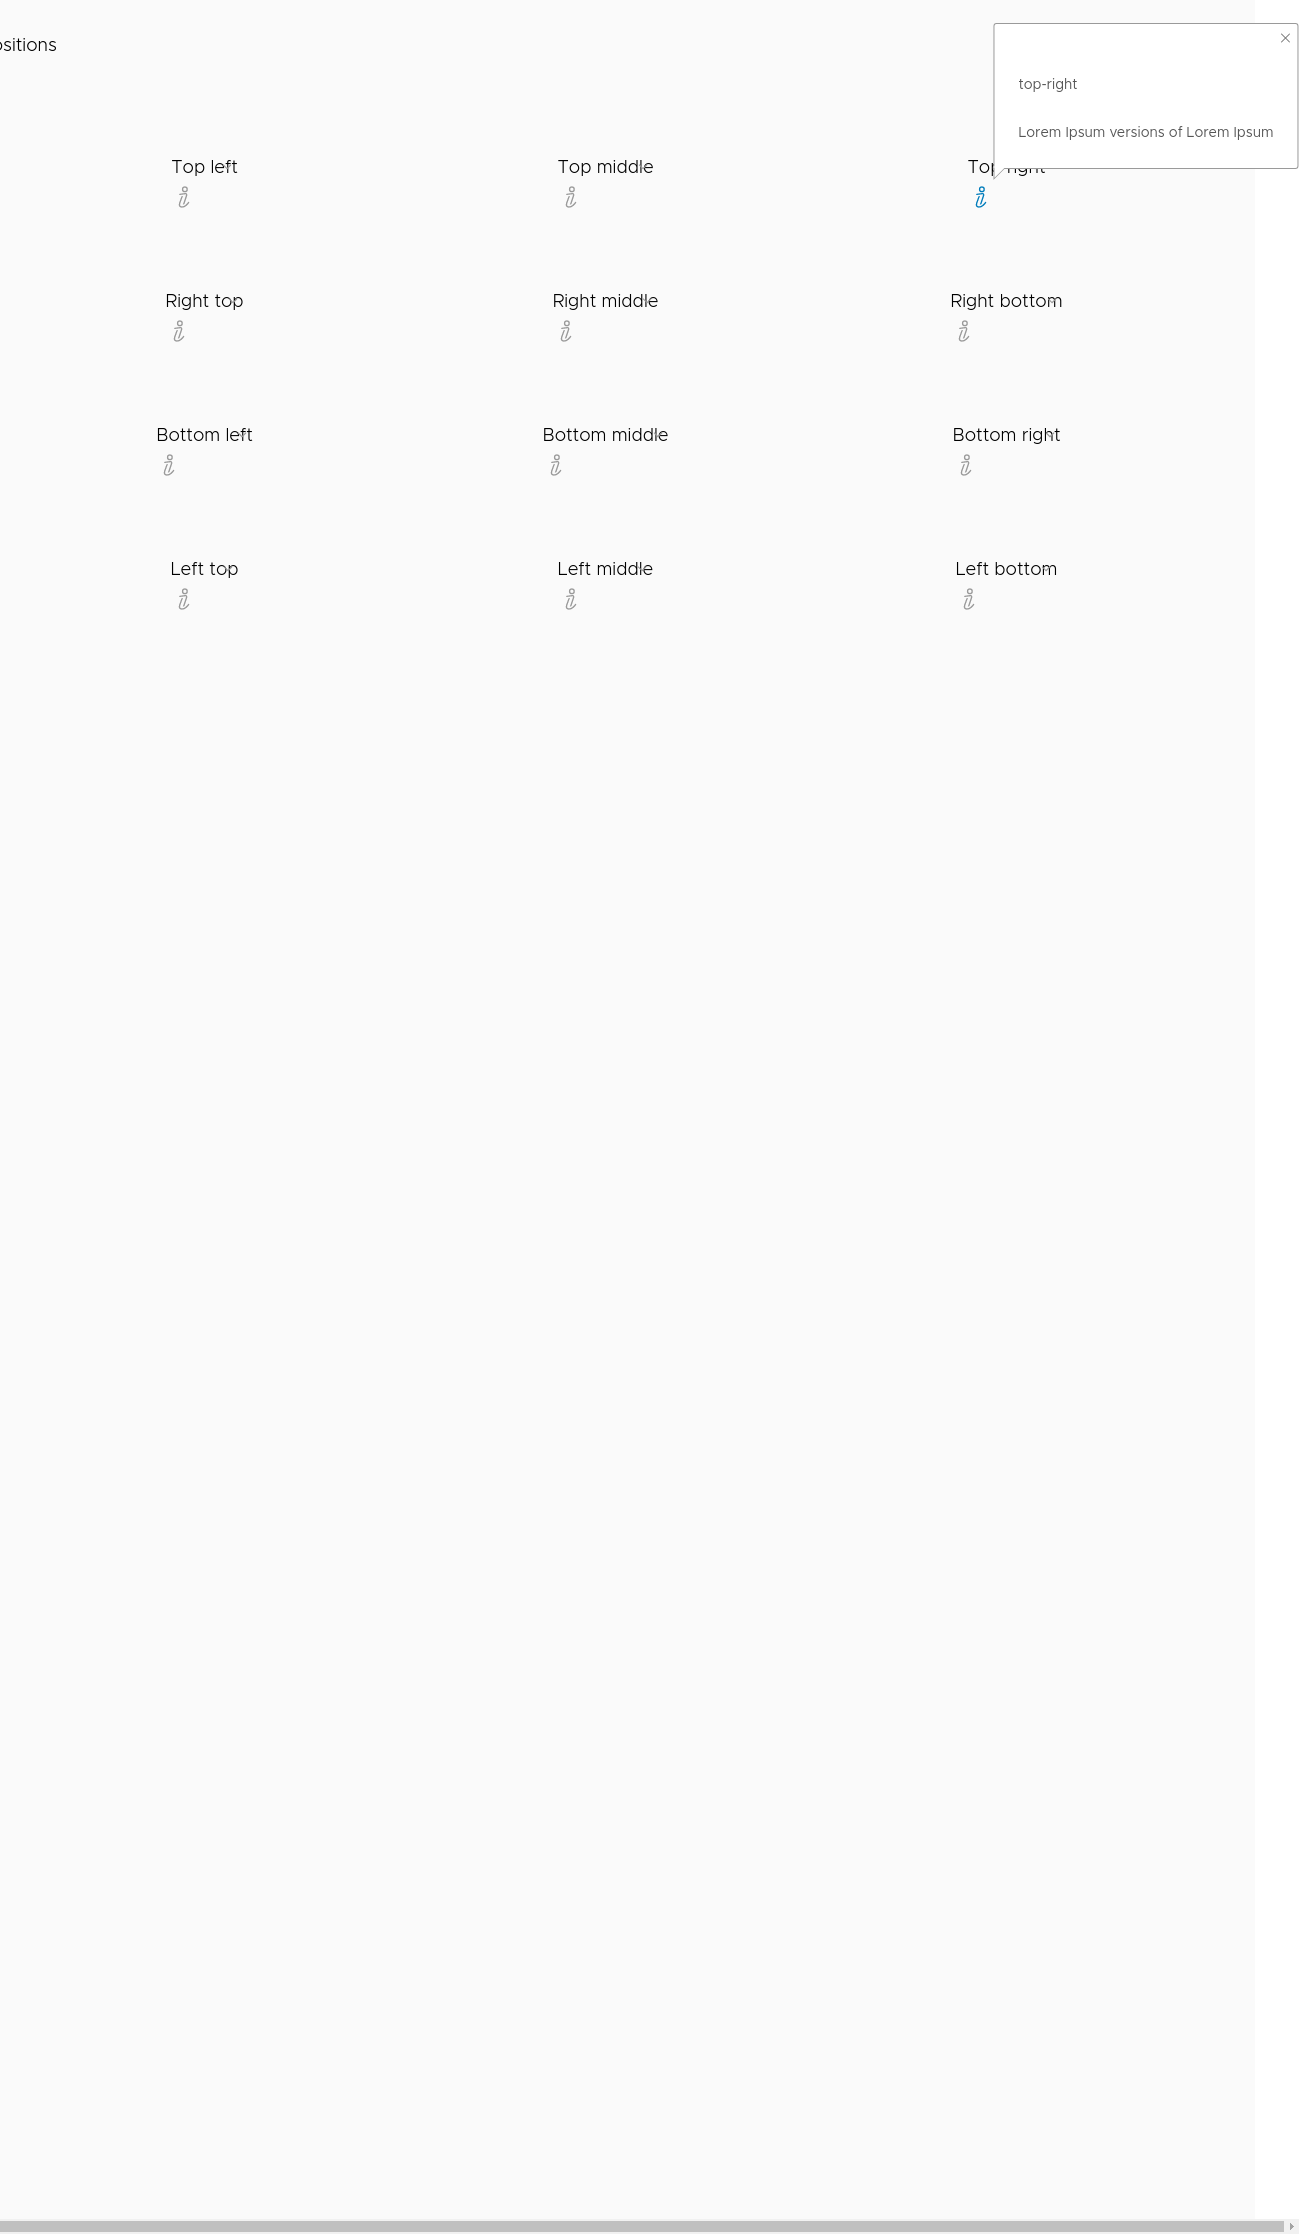 ositions
top-right
Lorem Ipsum versions of Lorem Ipsum
Top left
Top middle
Top right
Right top
Right middle
Right bottom
Bottom left
Bottom middle
Bottom right
Left top
Left middle
Left bottom